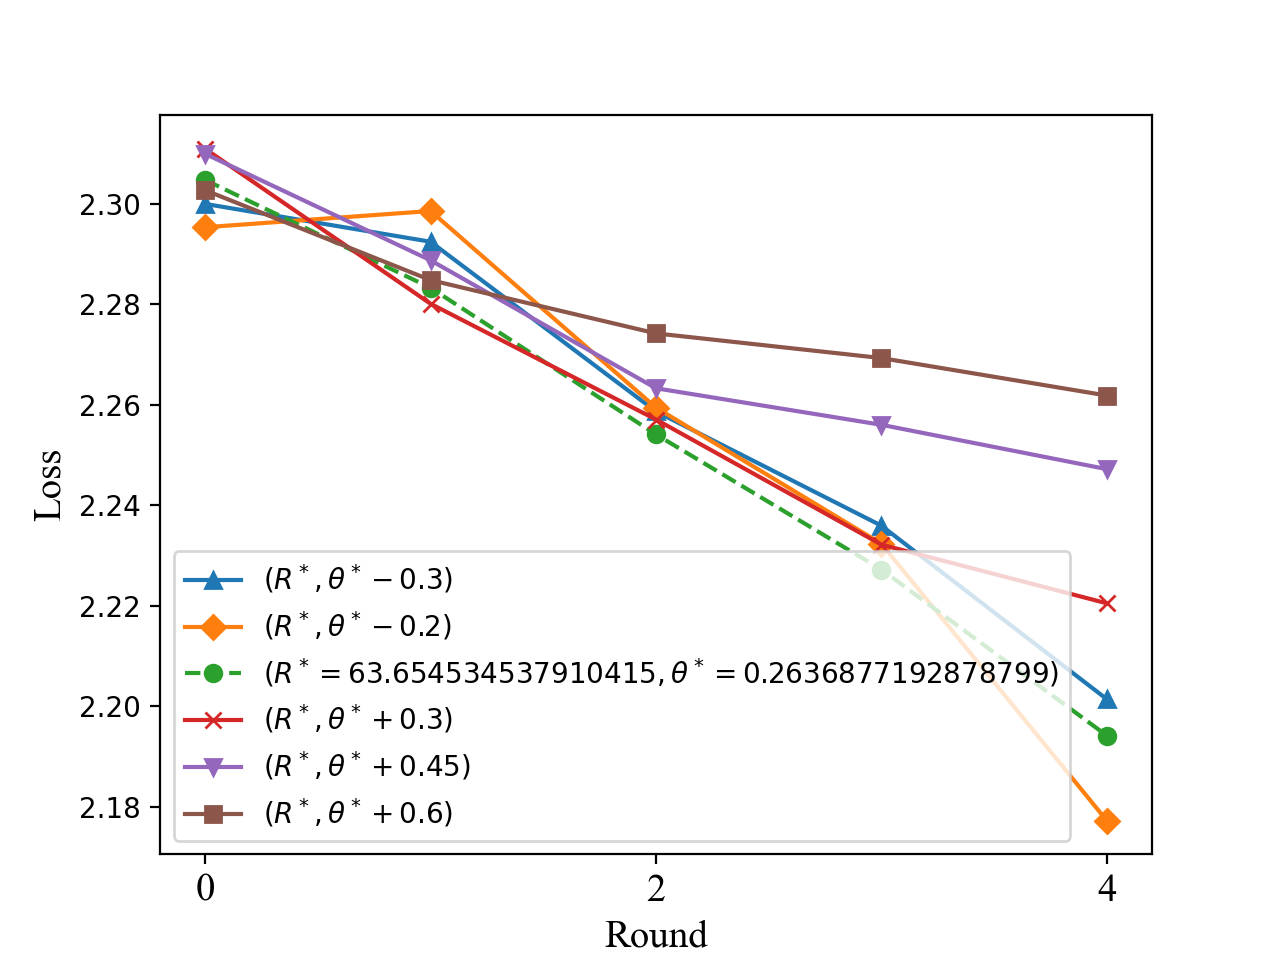 2.30
2.28
2.26
2.24
2.22
2.20
2.18
Loss
(R*, θ* − 0.3)
(R*, θ* − 0.2)
(R* = 63.654534537910415, θ* = 0.2636877192878799)
(R*, θ* + 0.3)
(R*, θ* + 0.45)
(R*, θ* + 0.6)
0 2 4
Round